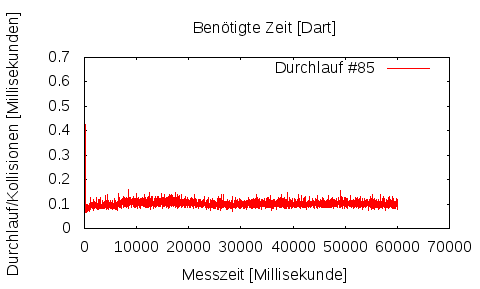 Benötigte Zeit [Dart]
Durchlauf/Kollisionen [Millisekunden]
Durchlauf #85
0.7
0.6
0.5
0.4
0.3
0.2
0.1
0
0 10000 20000 30000 40000 50000 60000 70000
Messzeit [Millisekunde]